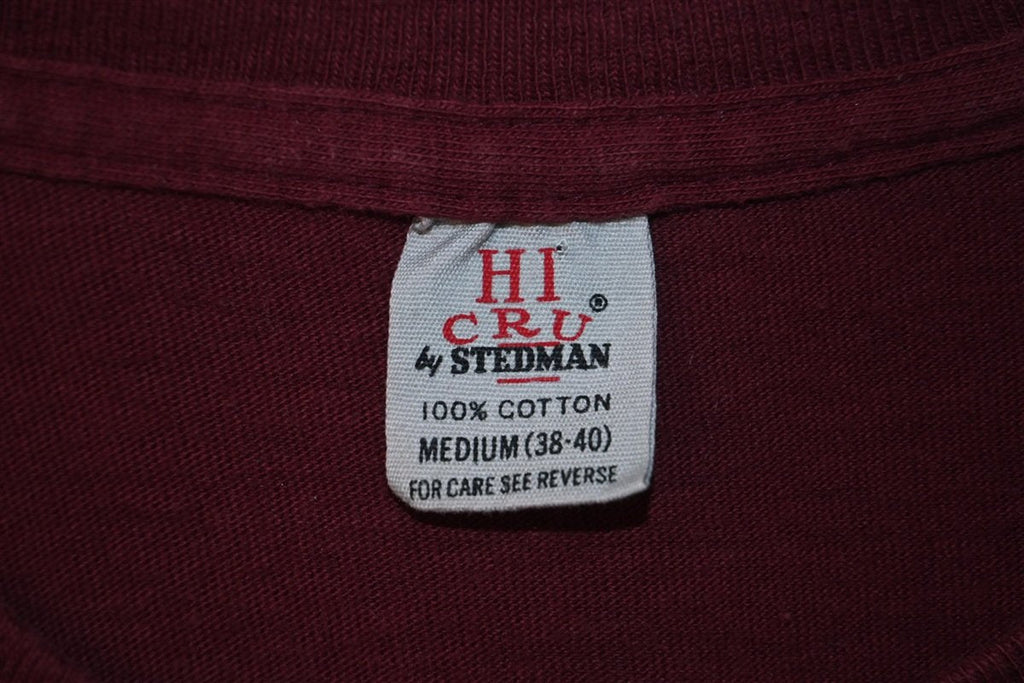 HI
CRU®
by STEDMAN
100% COTTON
MEDIUM (38-40)
FOR CARE SEE REVERSE